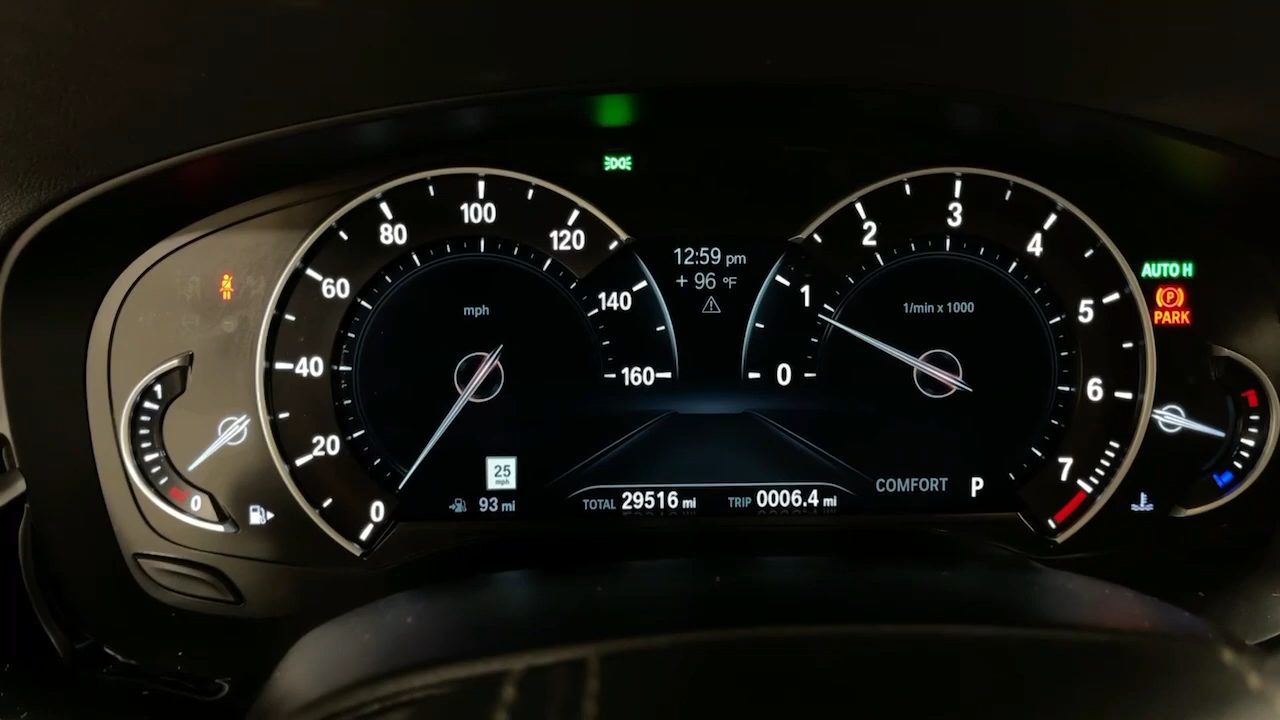 0
20
40
60
80
100
120
140
160
mph
25
mph
93 mi
1
0
12:59 pm
+ 96 °F
TOTAL 29516 mi
TRIP 0006.4 mi
0
1
2
3
4
5
6
7
1/min x 1000
COMFORT P
AUTO H
P
PARK